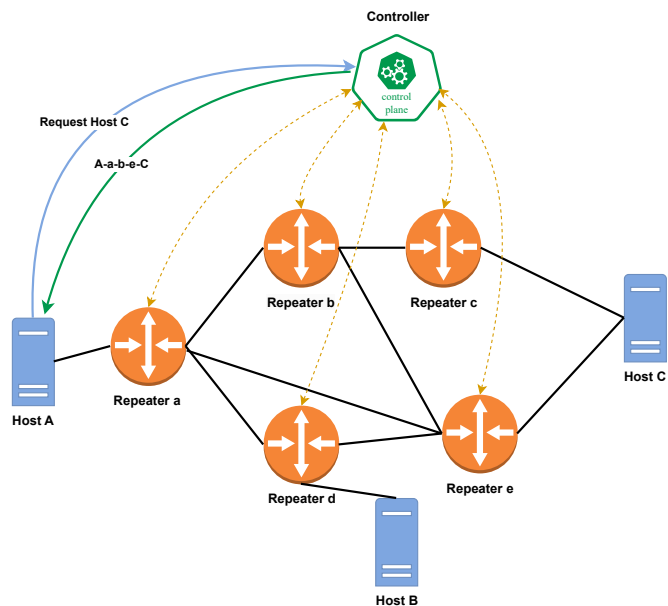 Controller
control
plane
Request Host C
A-a-b-e-C
Repeater b
Repeater c
Repeater a
Host C
Host A
Repeater d
Repeater e
Host B